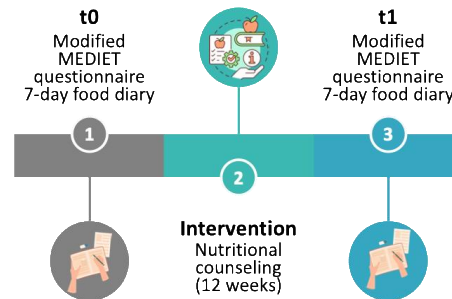 t0
Modified
MEDIET
questionnaire
7-day food diary
1
2
Intervention
Nutritional
counseling
(12 weeks)
t1
Modified
MEDIET
questionnaire
7-day food diary
3